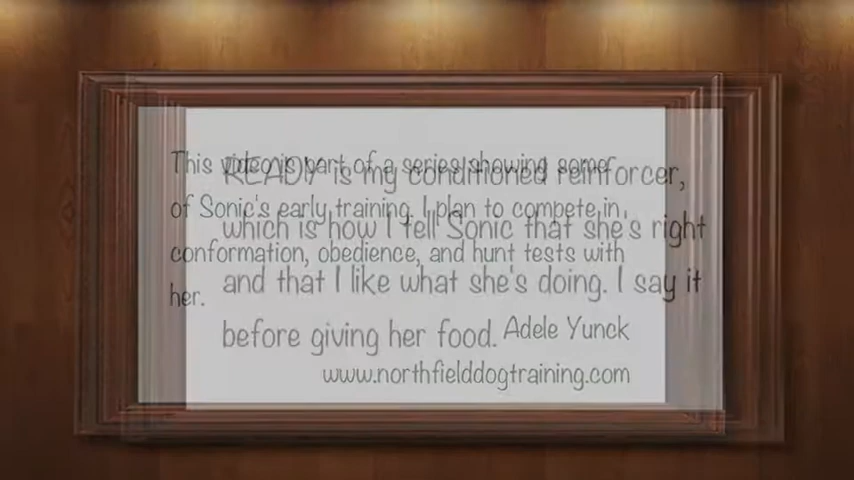 This video is part of a series showing some
of Sonic's early training. I plan to compete in
conformation, obedience, and hunt tests with
her.
Adele Yunck
www.northfielddogtraining.com
READY is my conditioned reinforcer,
which is how I tell Sonic that she's right
and that I like what she's doing. I say it
before giving her food.